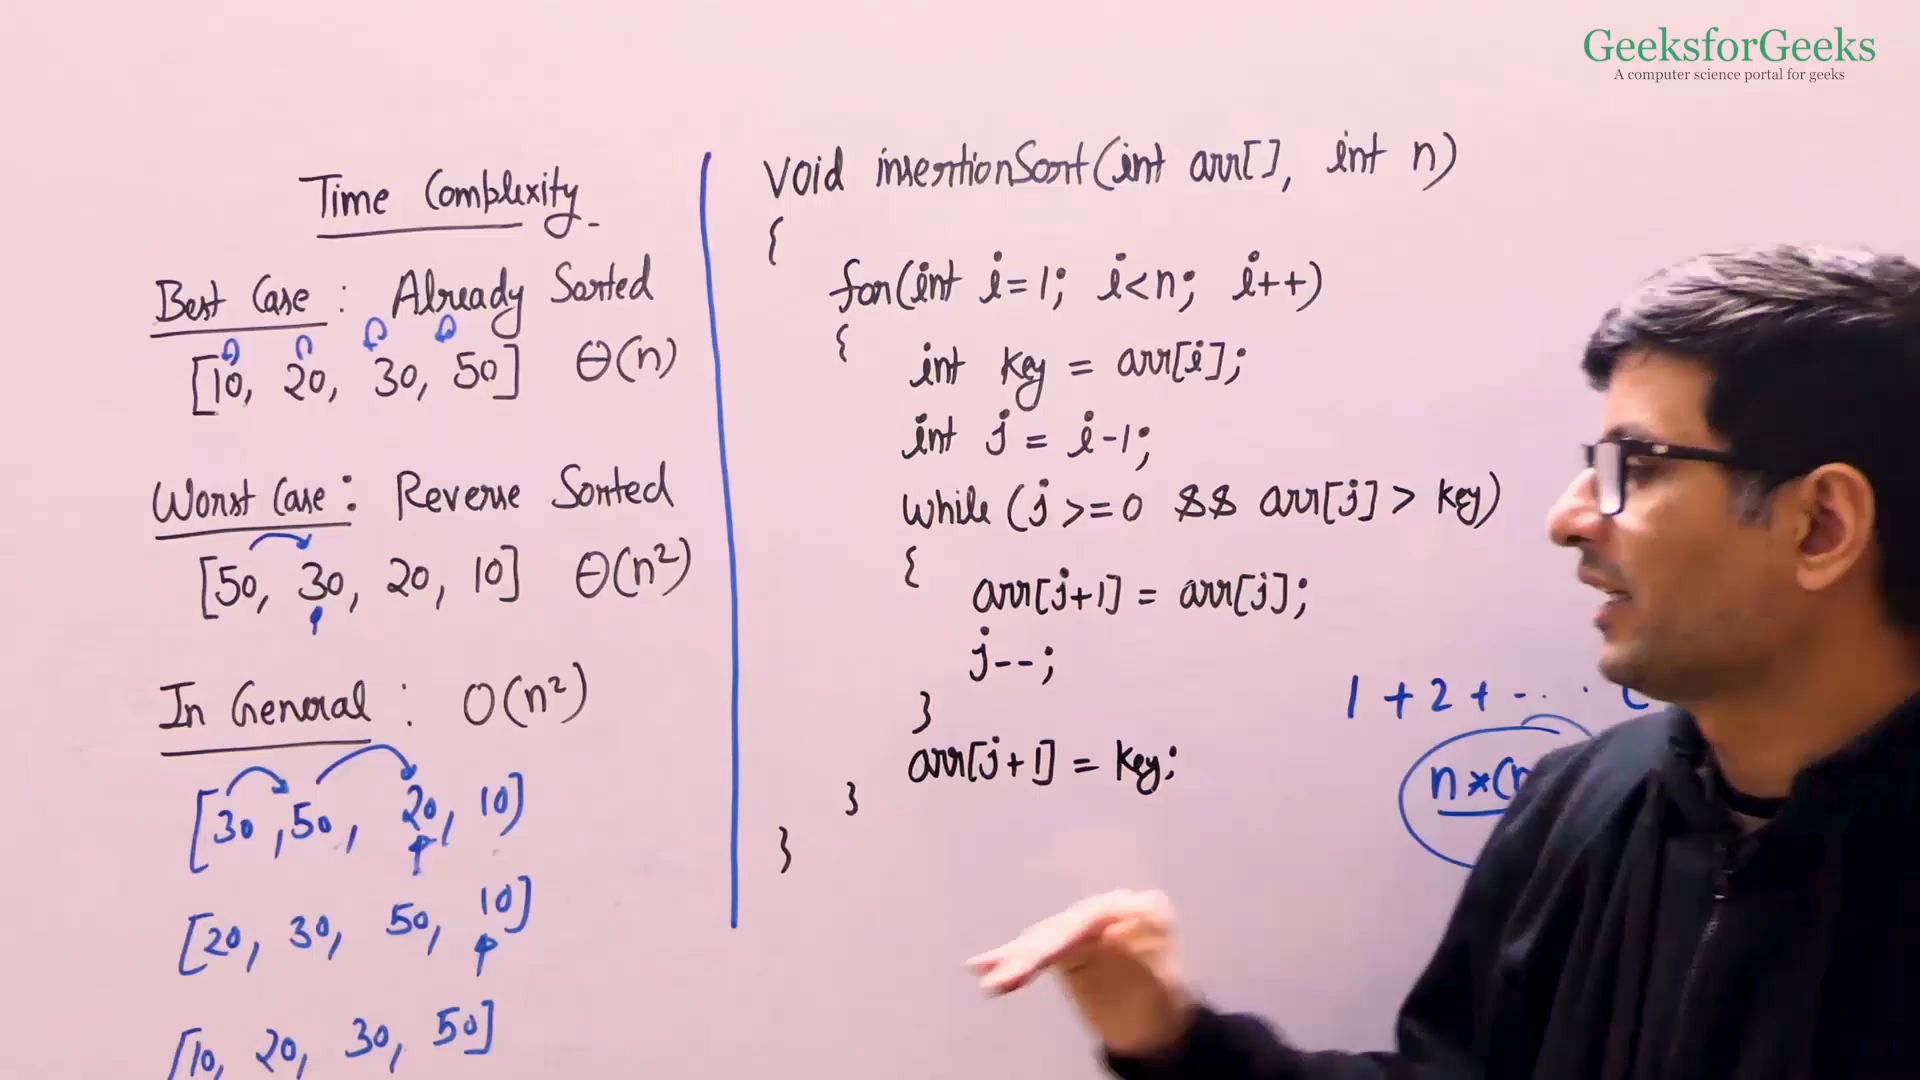 GeeksforGeeks
A computer science portal for geeks
Time Complexity
Best Case : Already Sorted
[10, 20, 30, 50] Θ(n)
Worst Case : Reverse Sorted
[50, 30, 20, 10] Θ(n²)
In General : O(n²)
[30, 50, 20, 10]
[20, 30, 50, 10]
[10, 20, 30, 50]
void insertionSort(int arr[], int n)
{
for(int i=1; i<n; i++)
{
int key = arr[i];
int j = i-1;
while (j >=0 && arr[j] > key)
{
arr[j+1] = arr[j];
j--;
}
arr[j+1] = key;
}
}
1 + 2 + - . . .
n*(